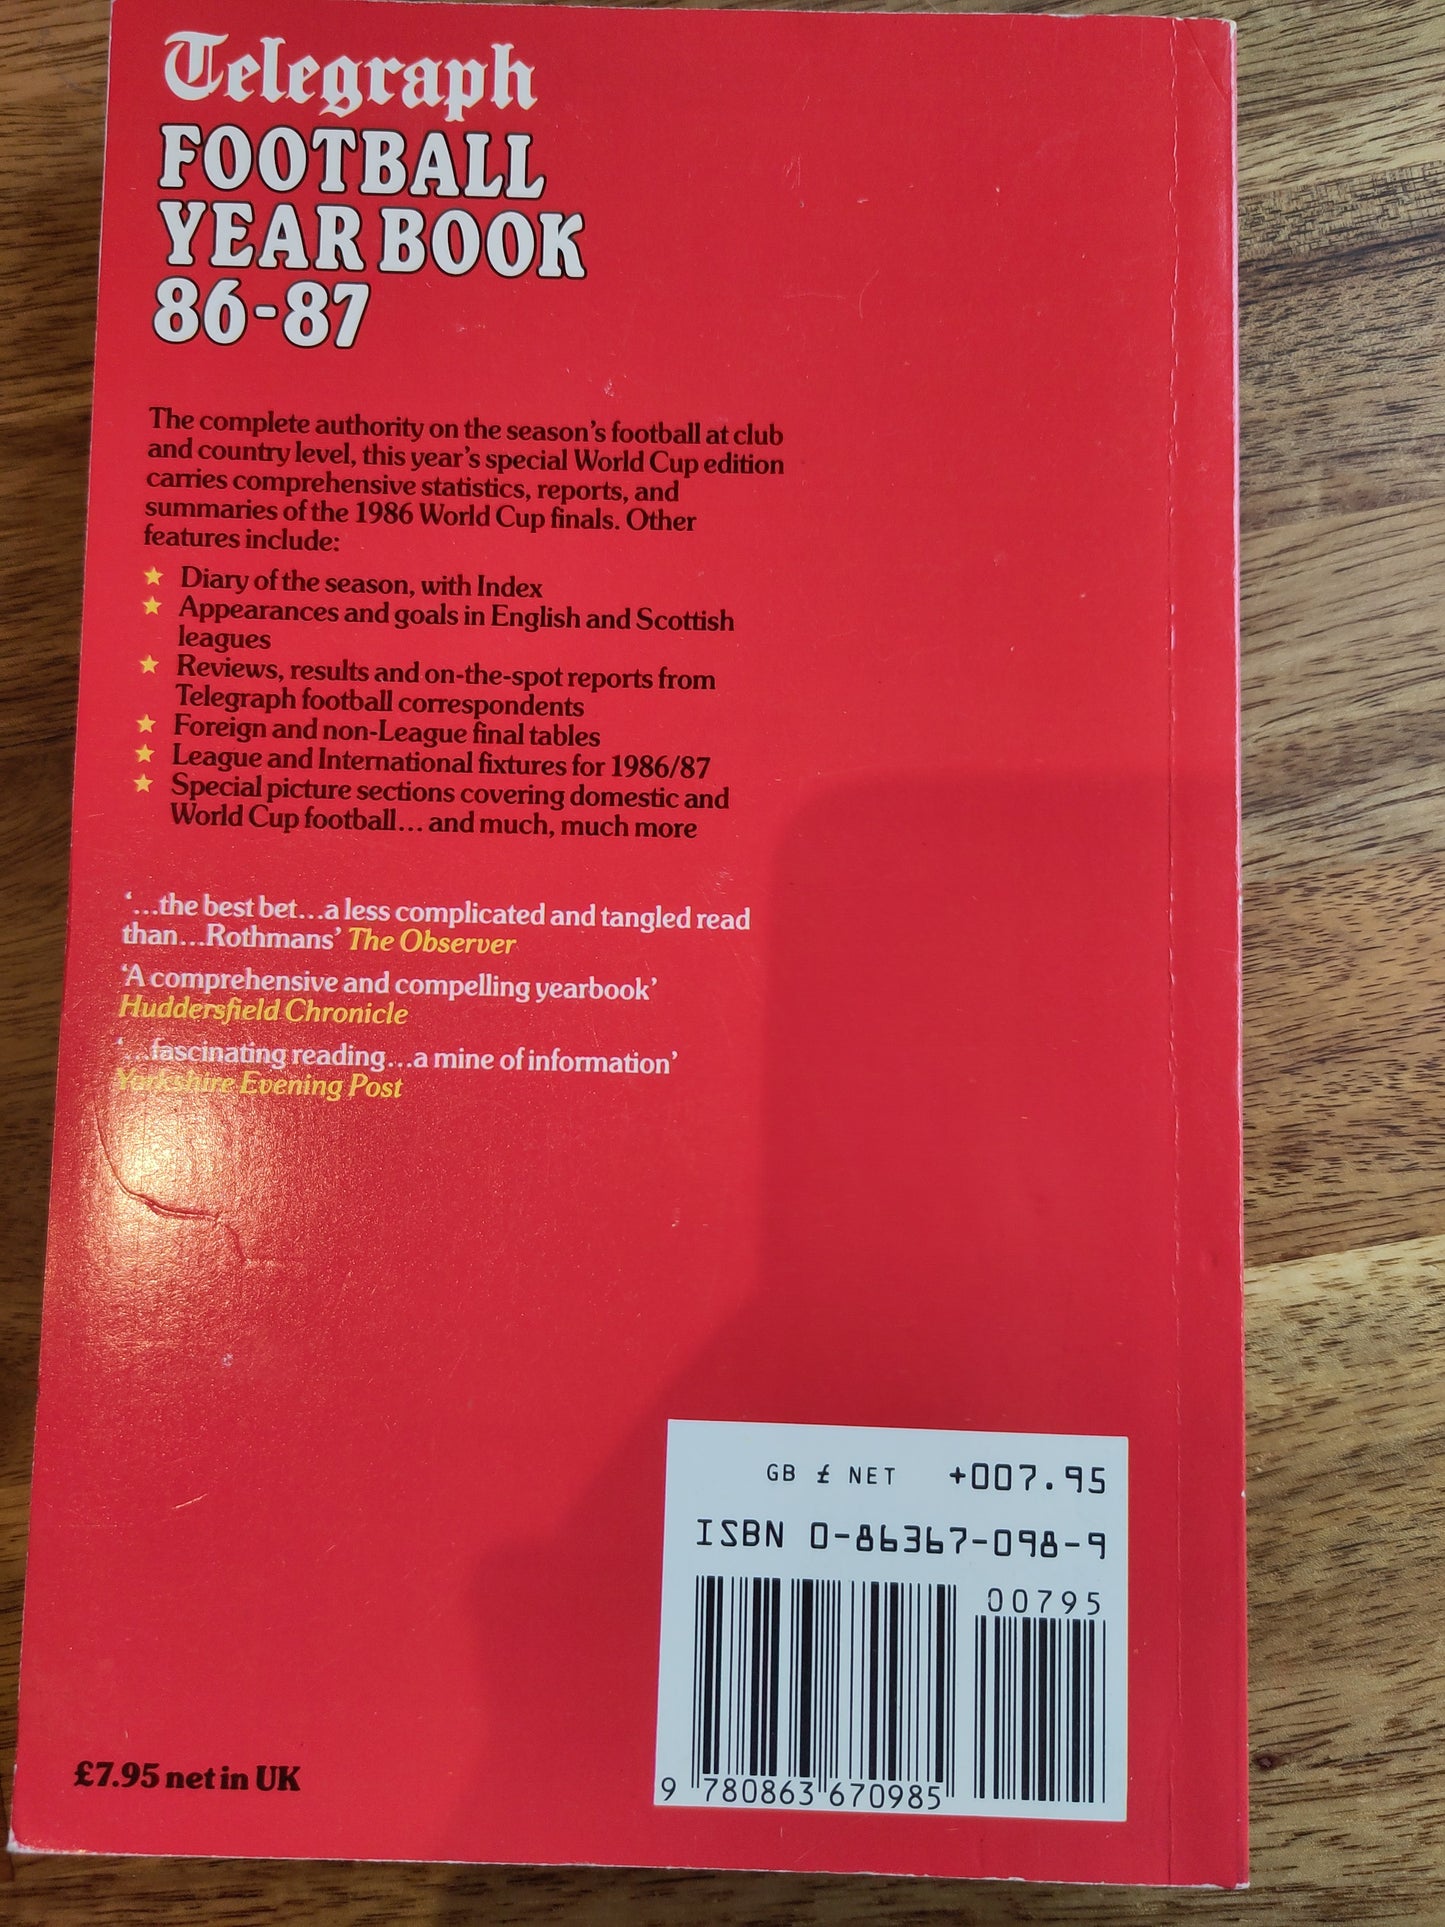 Telegraph
FOOTBALL
YEAR BOOK
86-87
The complete authority on the season's football at club
and country level, this year's special World Cup edition
carries comprehensive statistics, reports, and
summaries of the 1986 World Cup finals. Other
features include:
★ Diary of the season, with Index
★ Appearances and goals in English and Scottish
leagues
★ Reviews, results and on-the-spot reports from
Telegraph football correspondents
★ Foreign and non-League final tables
★ League and International fixtures for 1986/87
★ Special picture sections covering domestic and
World Cup football... and much, much more
'...the best bet...a less complicated and tangled read
than...Rothmans' The Observer
'A comprehensive and compelling yearbook'
Huddersfield Chronicle
'...fascinating reading...a mine of information'
Yorkshire Evening Post
GB £ NET +007.95
ISBN 0-86367-098-9
00795
9 780863 670985
£7.95 net in UK